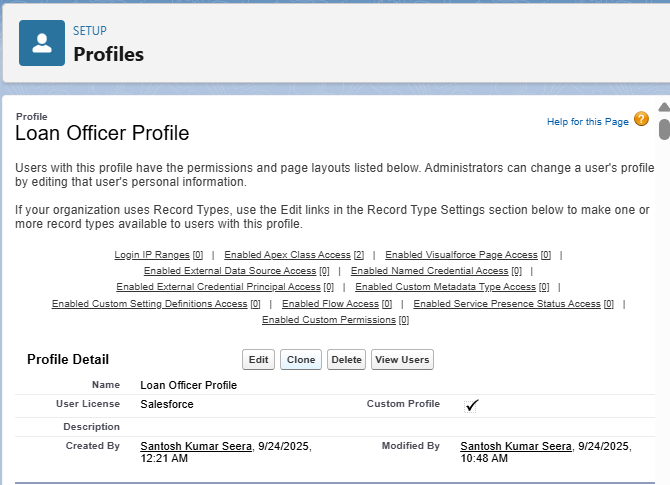 SETUP
Profiles
Profile
Loan Officer Profile
Help for this Page ?
Users with this profile have the permissions and page layouts listed below. Administrators can change a user's profile
by editing that user's personal information.
If your organization uses Record Types, use the Edit links in the Record Type Settings section below to make one or
more record types available to users with this profile.
Login IP Ranges [0] | Enabled Apex Class Access [2] | Enabled Visualforce Page Access [0] |
Enabled External Data Source Access [0] | Enabled Named Credential Access [0] |
Enabled External Credential Principal Access [0] | Enabled Custom Metadata Type Access [0] |
Enabled Custom Setting Definitions Access [0] | Enabled Flow Access [0] | Enabled Service Presence Status Access [0] |
Enabled Custom Permissions [0]
Profile Detail Edit Clone Delete View Users
Name Loan Officer Profile
User License Salesforce Custom Profile ✓
Description
Created By Santosh Kumar Seera, 9/24/2025, Modified By Santosh Kumar Seera, 9/24/2025,
12:21 AM 10:48 AM